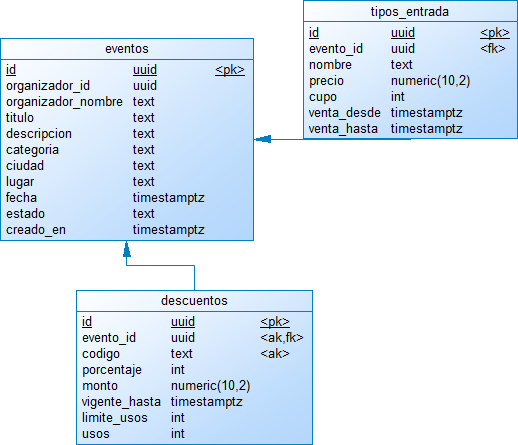 tipos_entrada
id uuid <pk>
evento_id uuid <fk>
nombre text
precio numeric(10,2)
cupo int
venta_desde timestamptz
venta_hasta timestamptz
eventos
id uuid <pk>
organizador_id uuid
organizador_nombre text
titulo text
descripcion text
categoria text
ciudad text
lugar text
fecha timestamptz
estado text
creado_en timestamptz
descuentos
id uuid <pk>
evento_id uuid <ak,fk>
codigo text <ak>
porcentaje int
monto numeric(10,2)
vigente_hasta timestamptz
limite_usos int
usos int